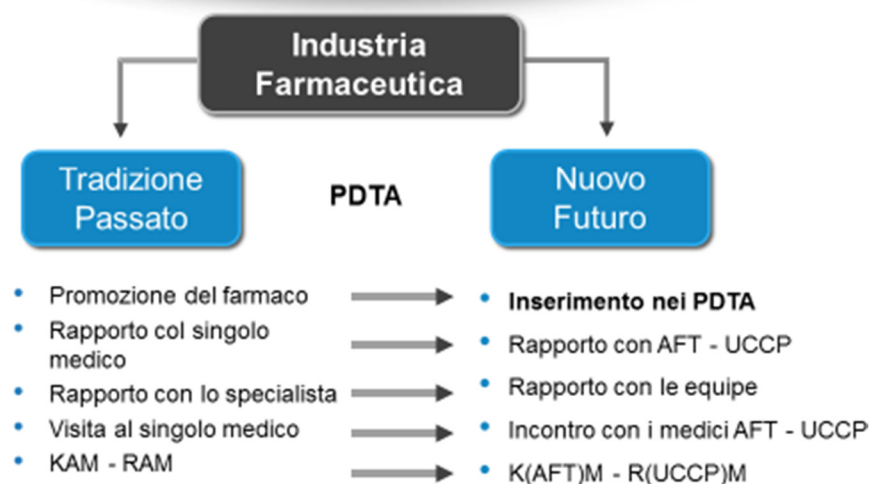 Industria
Farmaceutica
Tradizione
Passato
PDTA
Nuovo
Futuro
Promozione del farmaco
Rapporto col singolo
medico
Rapporto con lo specialista
Visita al singolo medico
KAM - RAM
Inserimento nei PDTA
Rapporto con AFT - UCCP
Rapporto con le equipe
Incontro con i medici AFT - UCCP
K(AFT)M - R(UCCP)M